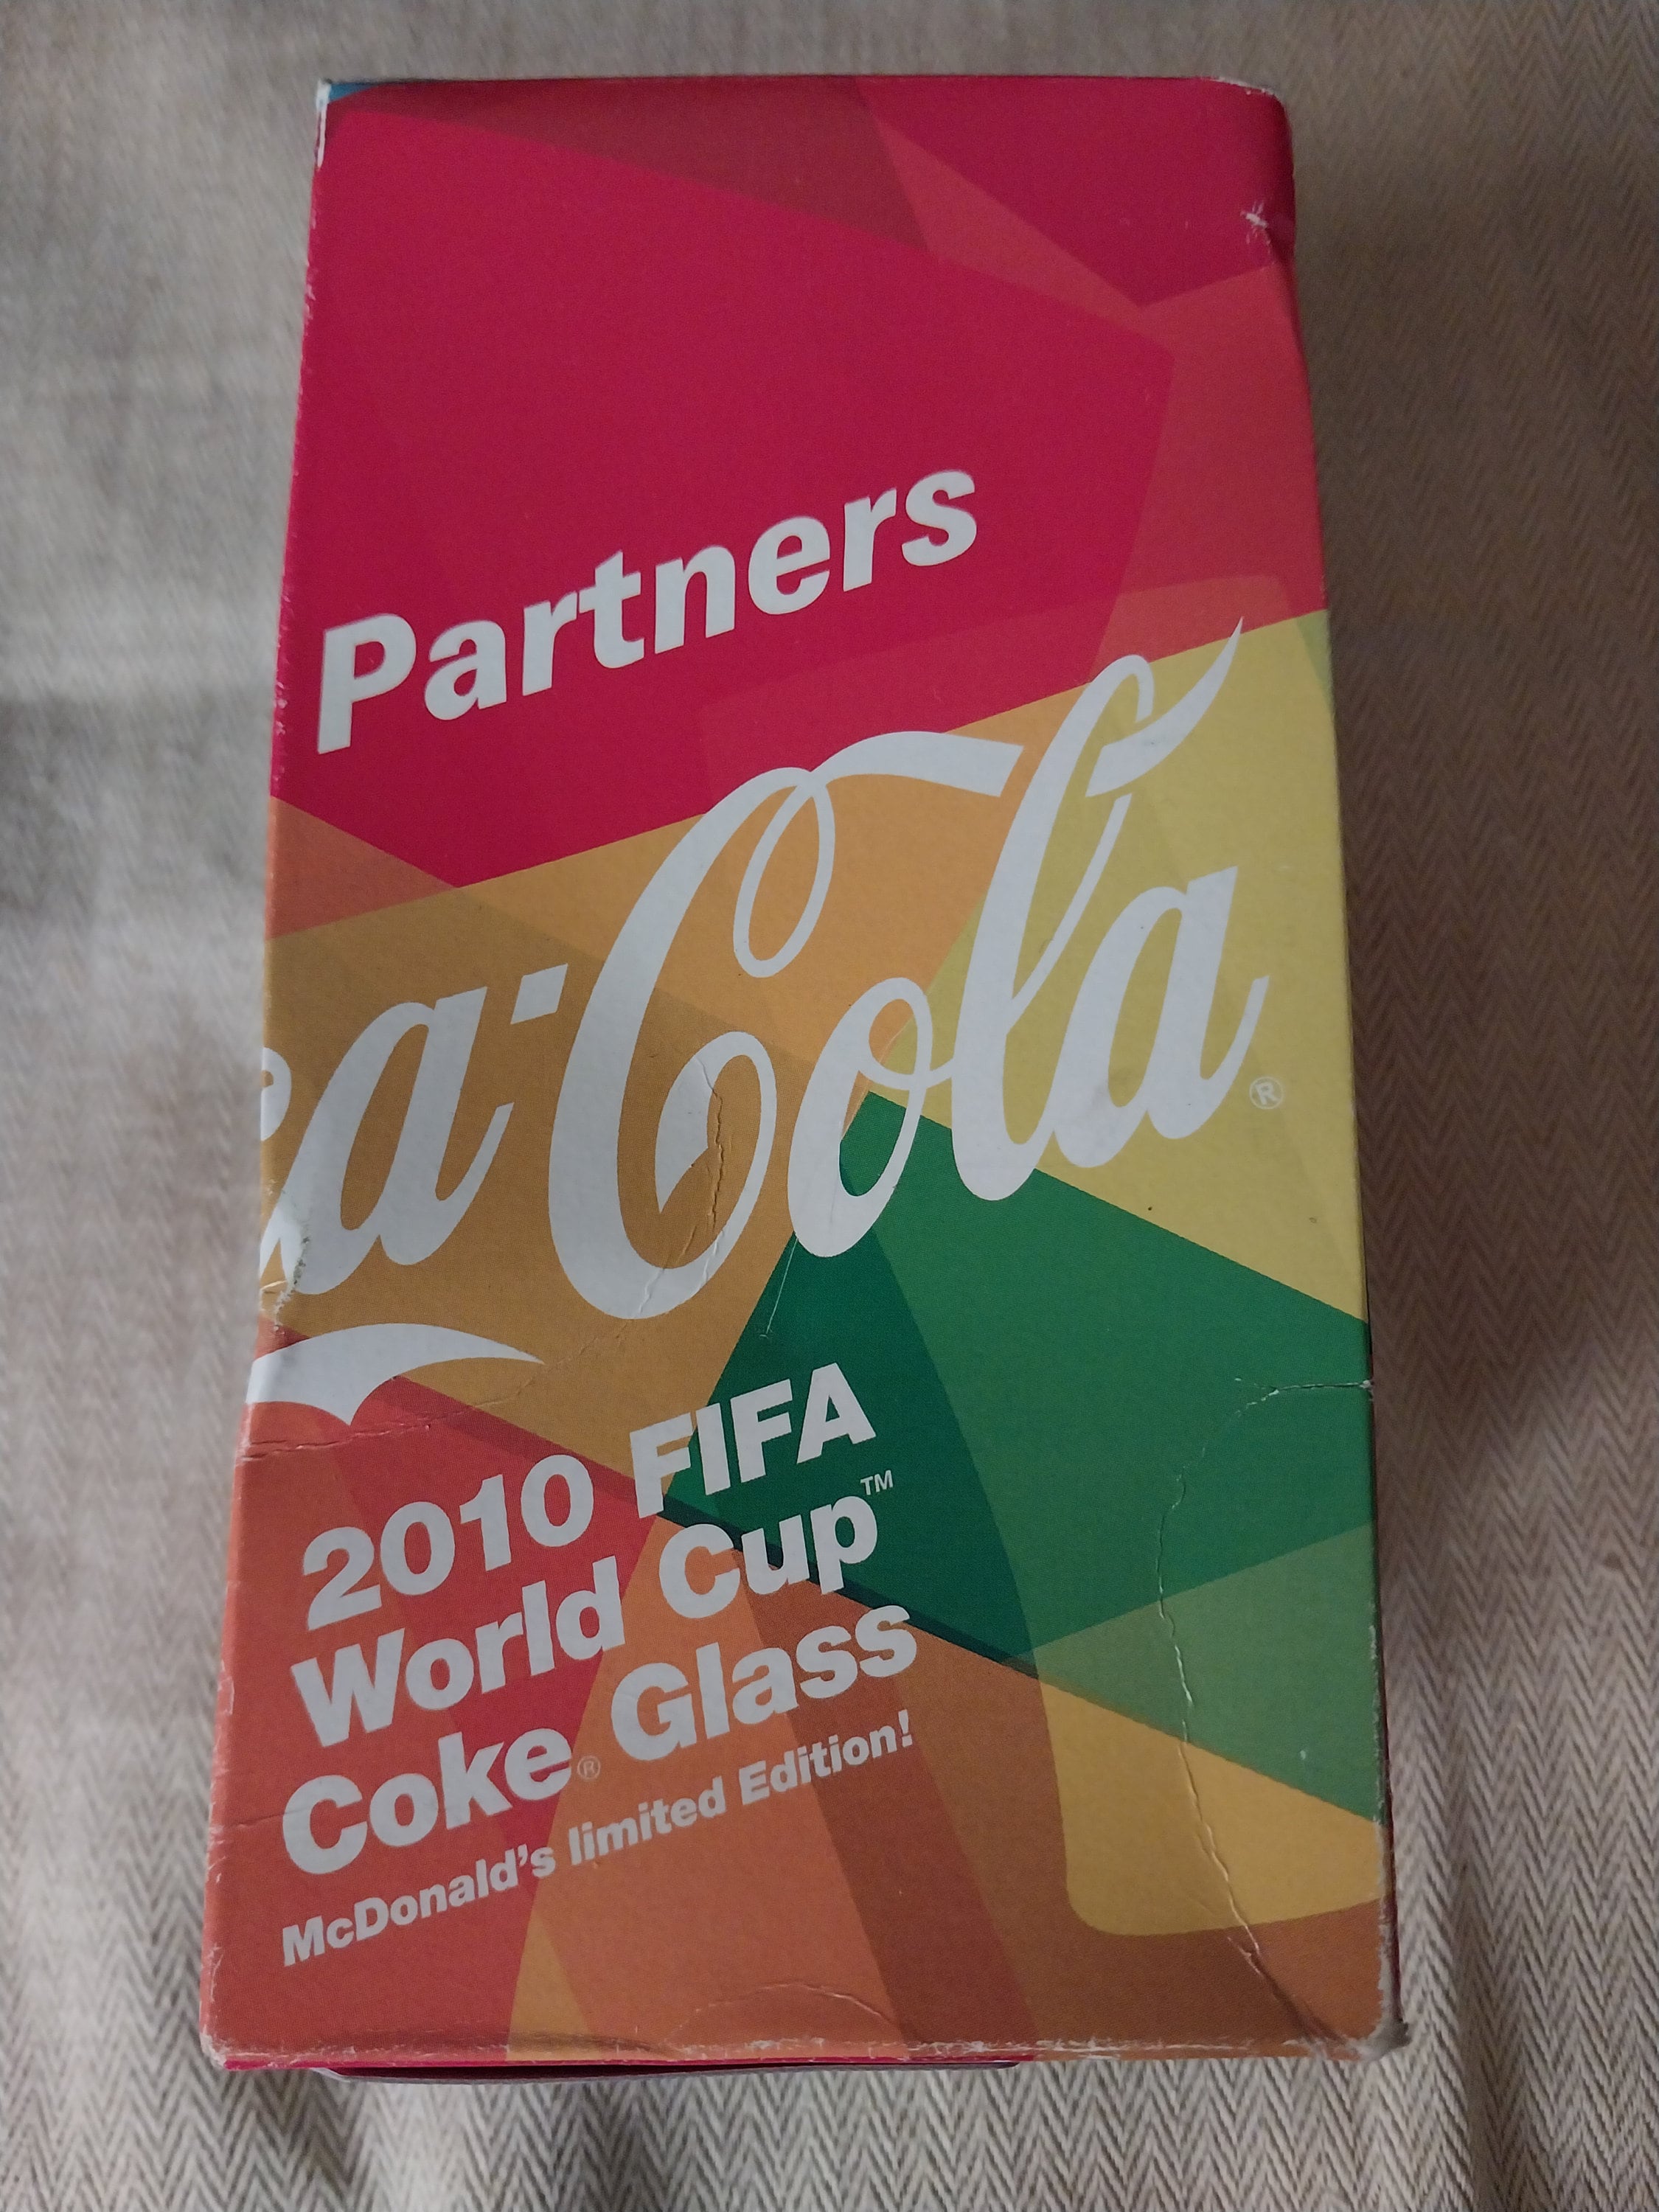 Partners
ca-Cola®
2010 FIFA
World Cup™
Coke® Glass
McDonald's limited Edition!